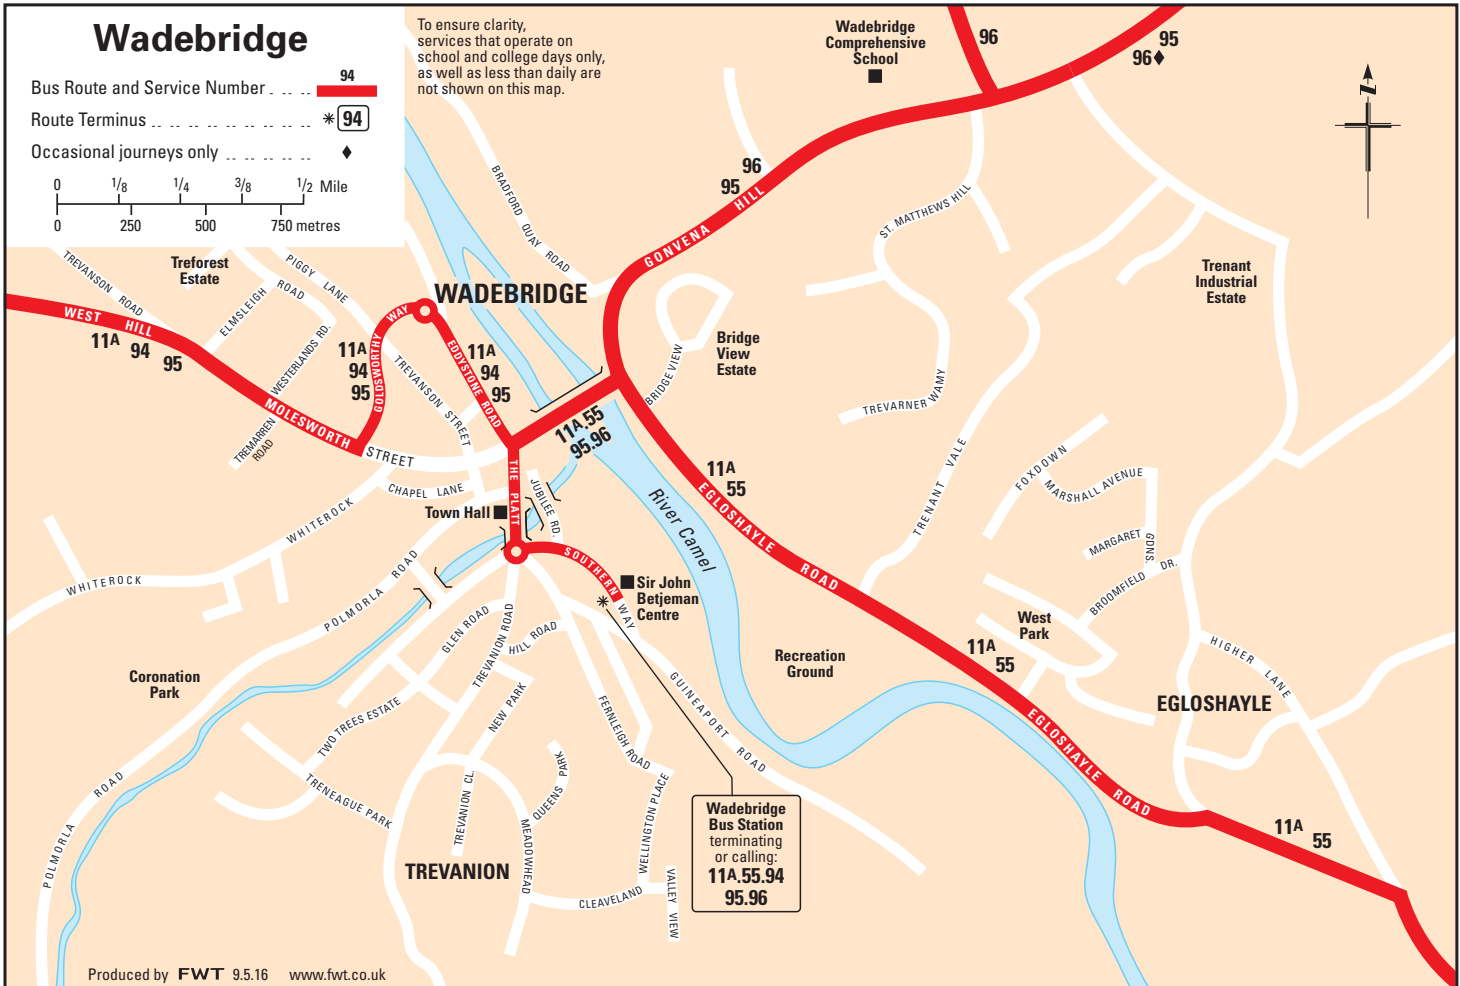 Wadebridge
Bus Route and Service Number
94
Route Terminus
94
Occasional journeys only
0 1/8 1/4 3/8 1/2 Mile
0 250 500 750 metres
To ensure clarity,
services that operate on
school and college days only,
as well as less than daily are
not shown on this map.
Wadebridge
Comprehensive
School
96
95
96
N
BRADFORD QUAY ROAD
96
95
GONVENA HILL
ST. MATTHEWS HILL
Trenant
Industrial
Estate
TREVANSON ROAD
Treforest
Estate
PIGGY LANE
ELMSLEIGH ROAD
WADEBRIDGE
WEST HILL
11A
94
95
WESTERLANDS RD.
GOLDSWORTHY WAY
11A
94
95
EDDYSTONE ROAD
11A
94
95
TREVANSON STREET
BRIDGE VIEW
Bridge
View
Estate
TREVARNER WAMY
MOLESWORTH STREET
TREMARREN
ROAD
11A.55
95.96
THE PLATT
JUBILEE RD.
CHAPEL LANE
Town Hall
WHITEROCK
WHITEROCK
POLMORLA ROAD
River Camel
11A
55
EGLOSHAYLE ROAD
TRENANT VALE
FOXDOWN
MARSHALL AVENUE
MARGARET GDNS.
BROOMFIELD DR.
SOUTHERN WAY
Sir John
Betjeman
Centre
GLEN ROAD
TREVANION ROAD
HILL ROAD
West
Park
11A
55
HIGHER LANE
Recreation
Ground
Coronation
Park
GUINEAPORT ROAD
EGLOSHAYLE
TWO TREES ESTATE
NEW PARK
FERNLEIGH ROAD
EGLOSHAYLE ROAD
QUEENS PARK
TRENEAGUE PARK
TREVANION CL.
MEADOWHEAD
WELLINGTON PLACE
POLMORLA ROAD
Wadebridge
Bus Station
terminating
or calling:
11A.55.94
95.96
11A
55
TREVANION
CLEAVELAND
VALLEY VIEW
Produced by FWT 9.5.16 www.fwt.co.uk